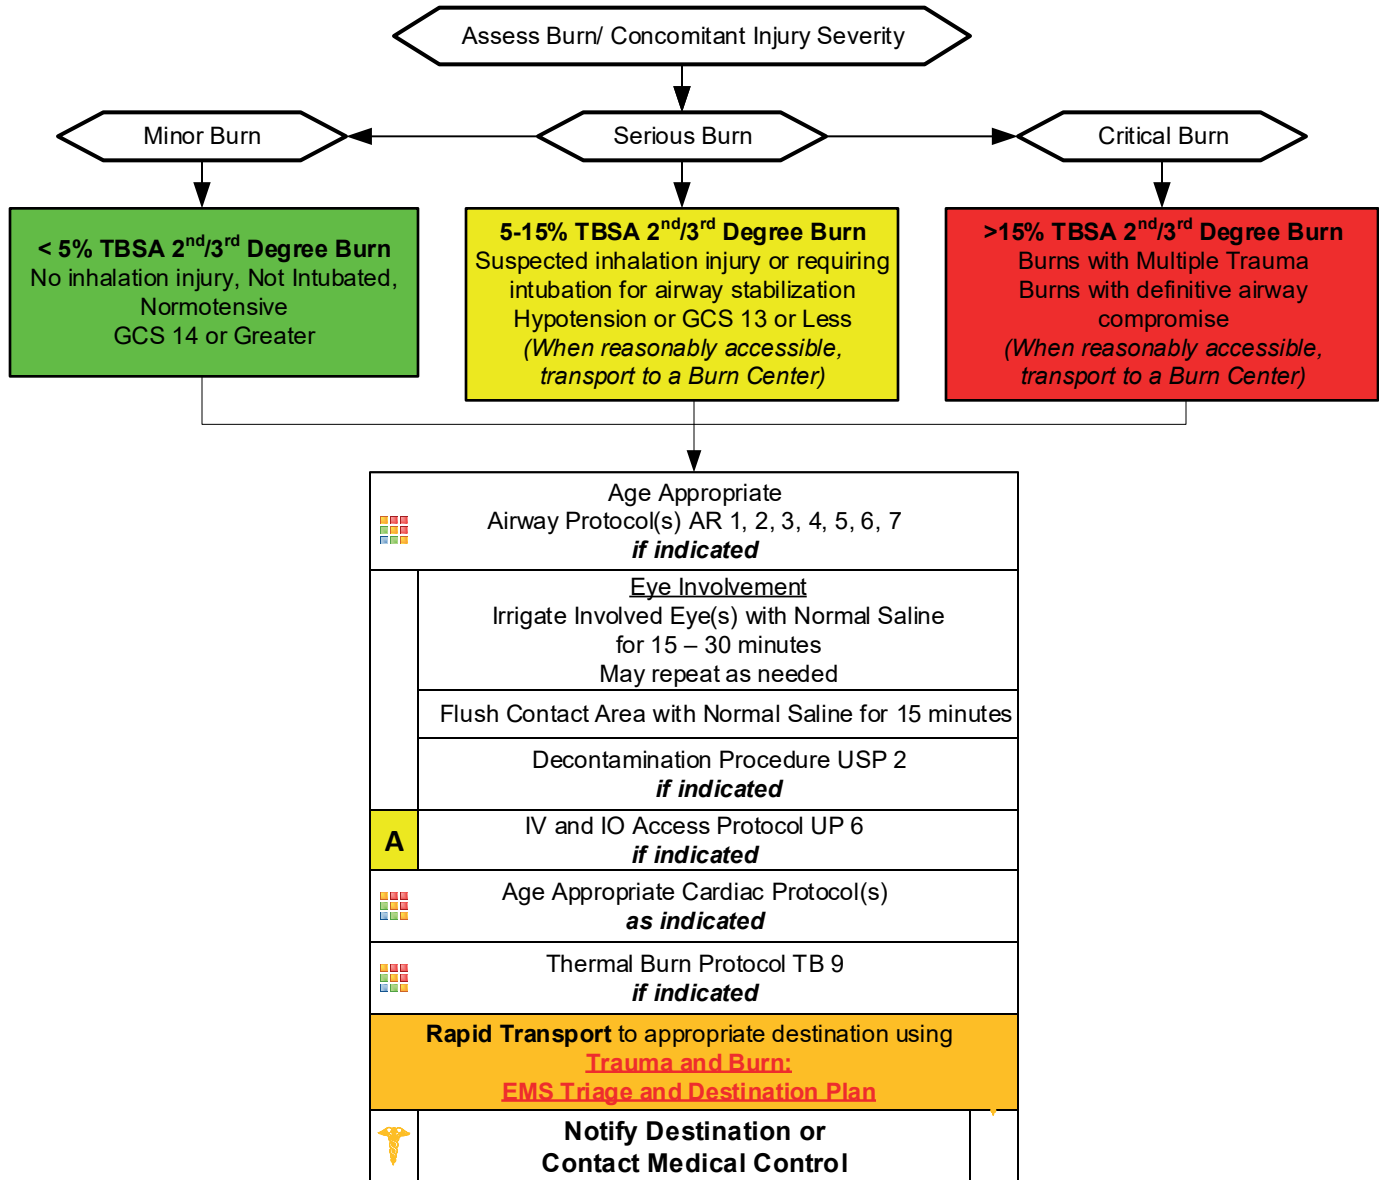 Assess Burn/ Concomitant Injury Severity
Minor Burn
Serious Burn
Critical Burn
< 5% TBSA 2nd/3rd Degree Burn
No inhalation injury, Not Intubated,
Normotensive
GCS 14 or Greater
5-15% TBSA 2nd/3rd Degree Burn
Suspected inhalation injury or requiring
intubation for airway stabilization
Hypotension or GCS 13 or Less
(When reasonably accessible,
transport to a Burn Center)
>15% TBSA 2nd/3rd Degree Burn
Burns with Multiple Trauma
Burns with definitive airway
compromise
(When reasonably accessible,
transport to a Burn Center)
Age Appropriate
Airway Protocol(s) AR 1, 2, 3, 4, 5, 6, 7
if indicated
Eye Involvement
Irrigate Involved Eye(s) with Normal Saline
for 15 – 30 minutes
May repeat as needed
Flush Contact Area with Normal Saline for 15 minutes
Decontamination Procedure USP 2
if indicated
A
IV and IO Access Protocol UP 6
if indicated
Age Appropriate Cardiac Protocol(s)
as indicated
Thermal Burn Protocol TB 9
if indicated
Rapid Transport to appropriate destination using
Trauma and Burn:
EMS Triage and Destination Plan
Notify Destination or
Contact Medical Control